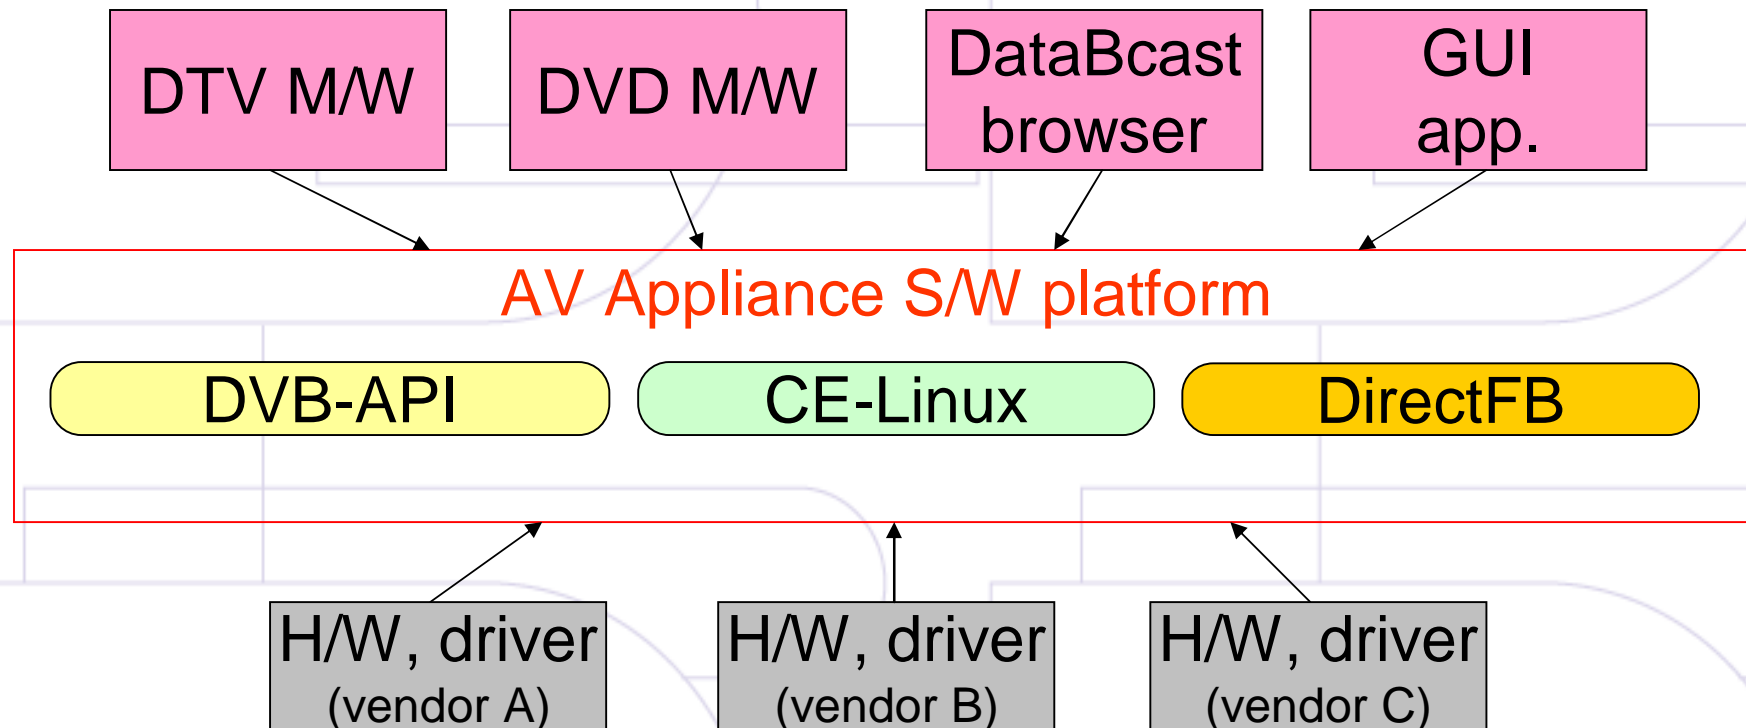 DTV M/W
DVD M/W
DataBcast
browser
GUI
app.
AV Appliance S/W platform
DVB-API
CE-Linux
DirectFB
H/W, driver
(vendor A)
H/W, driver
(vendor B)
H/W, driver
(vendor C)